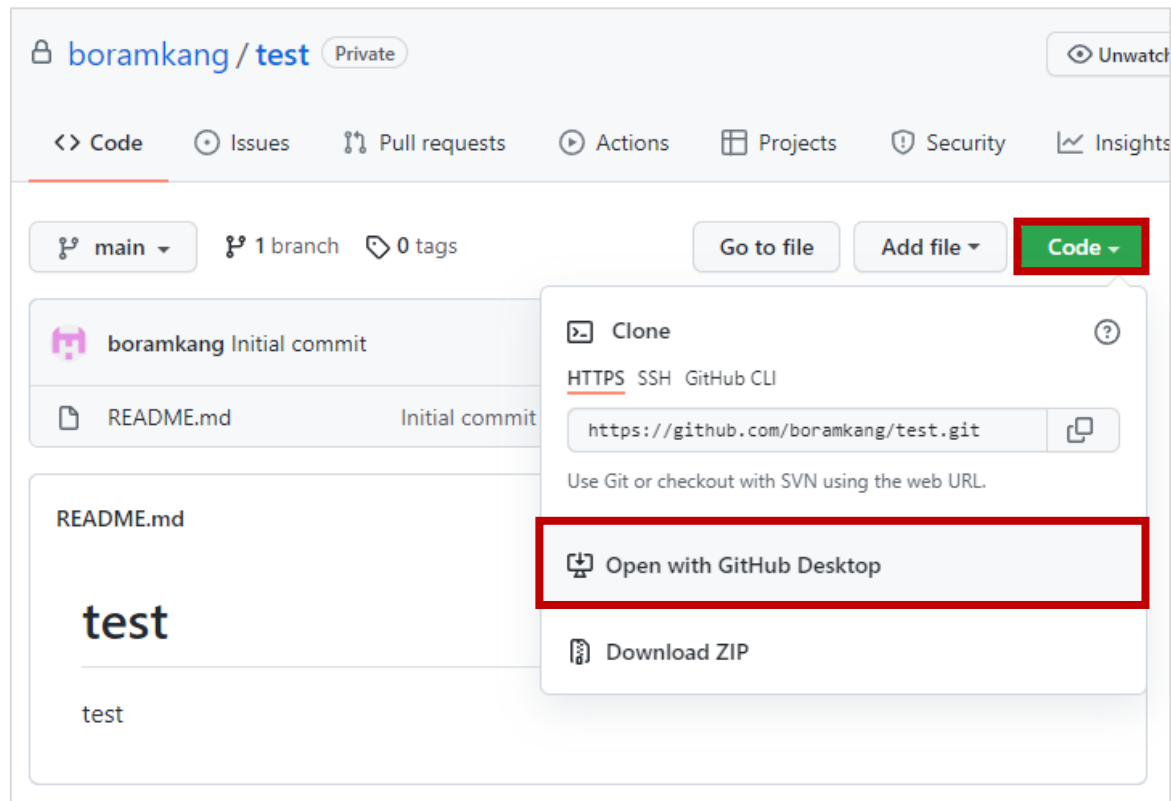 boramkang / test Private
Unwatch
Code Issues Pull requests Actions Projects Security Insights
main 1 branch 0 tags Go to file Add file Code
boramkang Initial commit
README.md Initial commit
Clone
HTTPS SSH GitHub CLI
https://github.com/boramkang/test.git
Use Git or checkout with SVN using the web URL.
Open with GitHub Desktop
Download ZIP
README.md
test
test